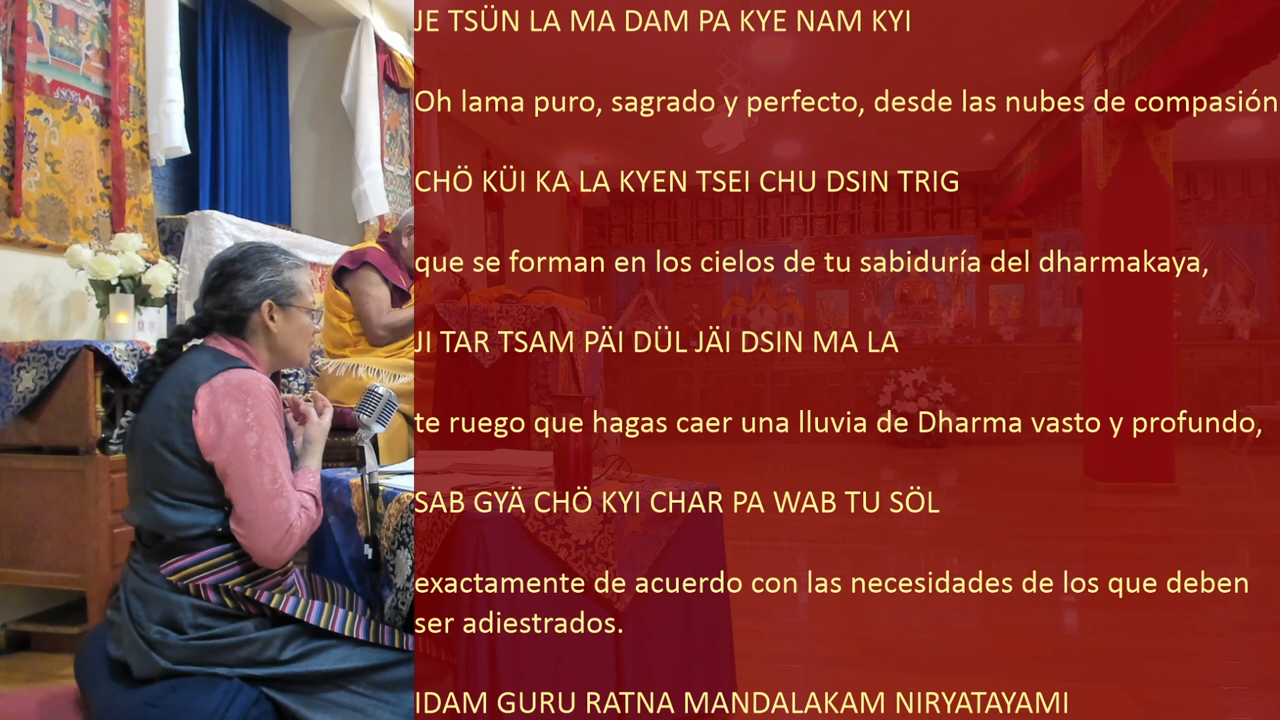 JE TSÜN LA MA DAM PA KYE NAM KYI
Oh lama puro, sagrado y perfecto, desde las nubes de compasión
CHÖ KÜI KA LA KYEN TSEI CHU DSIN TRIG
que se forman en los cielos de tu sabiduría del dharmakaya,
JI TAR TSAM PÄI DÜL JÄI DSIN MA LA
te ruego que hagas caer una lluvia de Dharma vasto y profundo,
SAB GYÄ CHÖ KYI CHAR PA WAB TU SÖL
exactamente de acuerdo con las necesidades de los que deben
ser adiestrados.
IDAM GURU RATNA MANDALAKAM NIRYATAYAMI